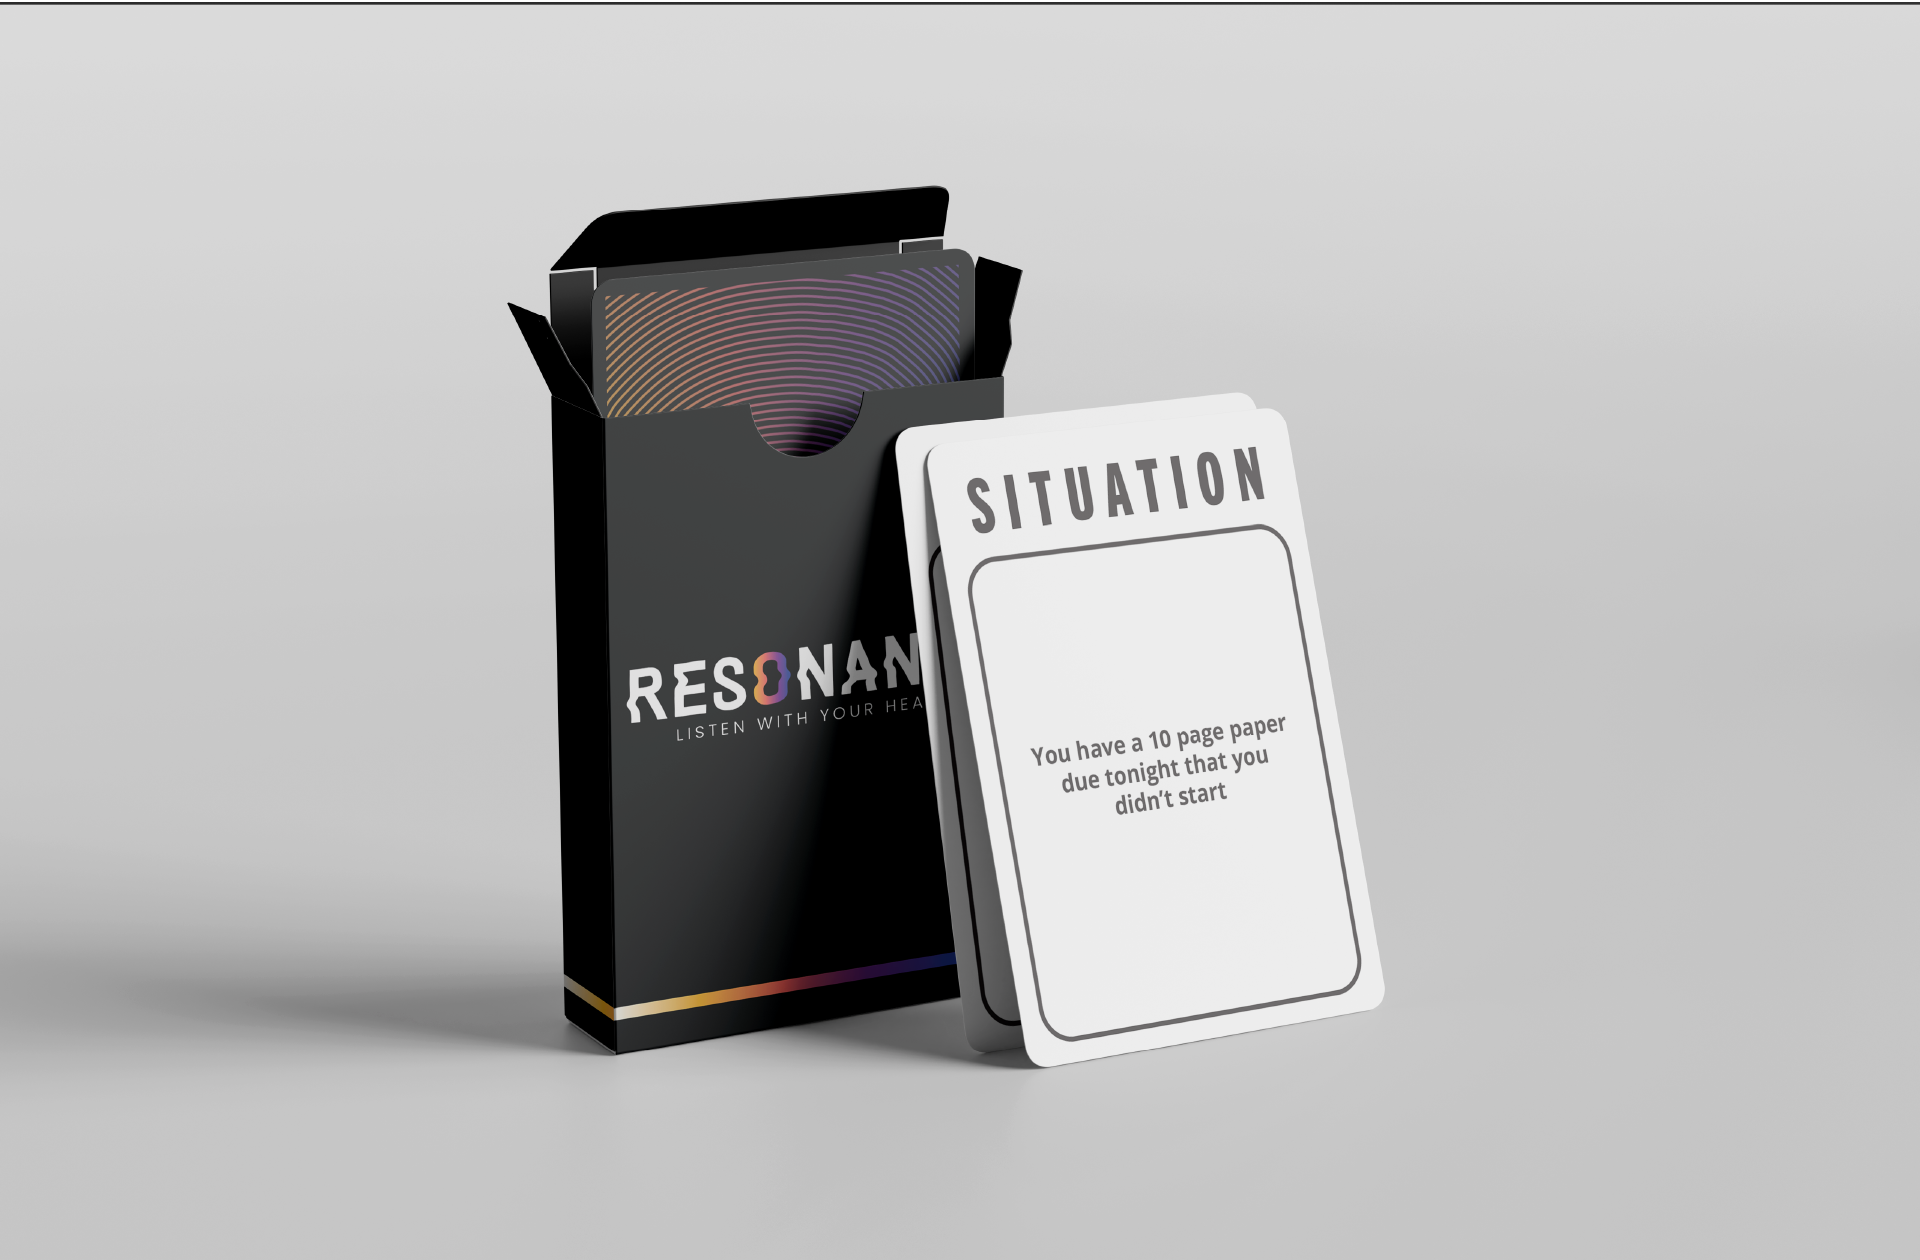 RESONAN
LISTEN WITH YOUR HEA
SITUATION
You have a 10 page paper
due tonight that you
didn’t start